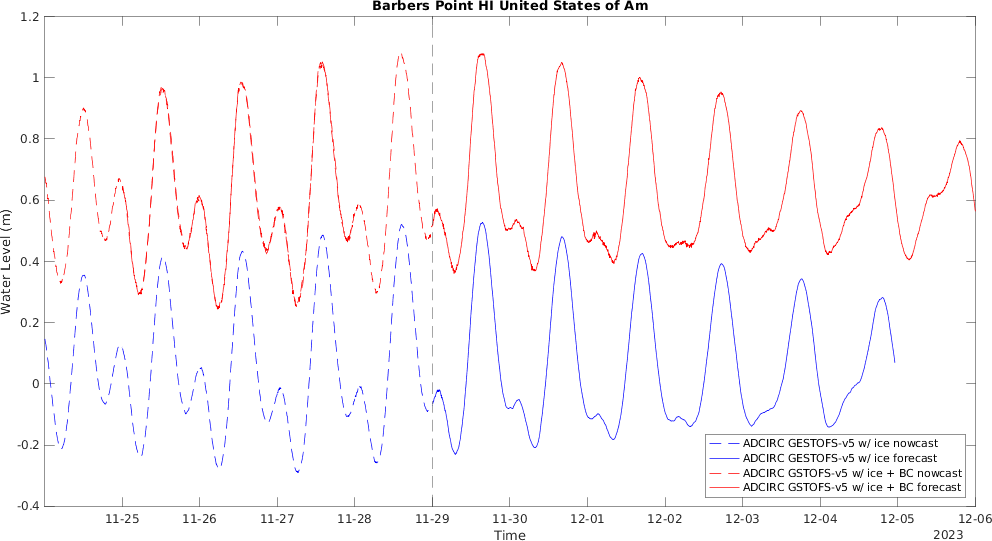 Barbers Point HI United States of Am
1.2
1
0.8
0.6
0.4
0.2
0
-0.2
-0.4
Water Level (m)
ADCIRC GESTOFS-v5 w/ ice nowcast
ADCIRC GESTOFS-v5 w/ ice forecast
ADCIRC GSTOFS-v5 w/ ice + BC nowcast
ADCIRC GSTOFS-v5 w/ ice + BC forecast
11-25 11-26 11-27 11-28 11-29 11-30 12-01 12-02 12-03 12-04 12-05 12-06
Time
2023